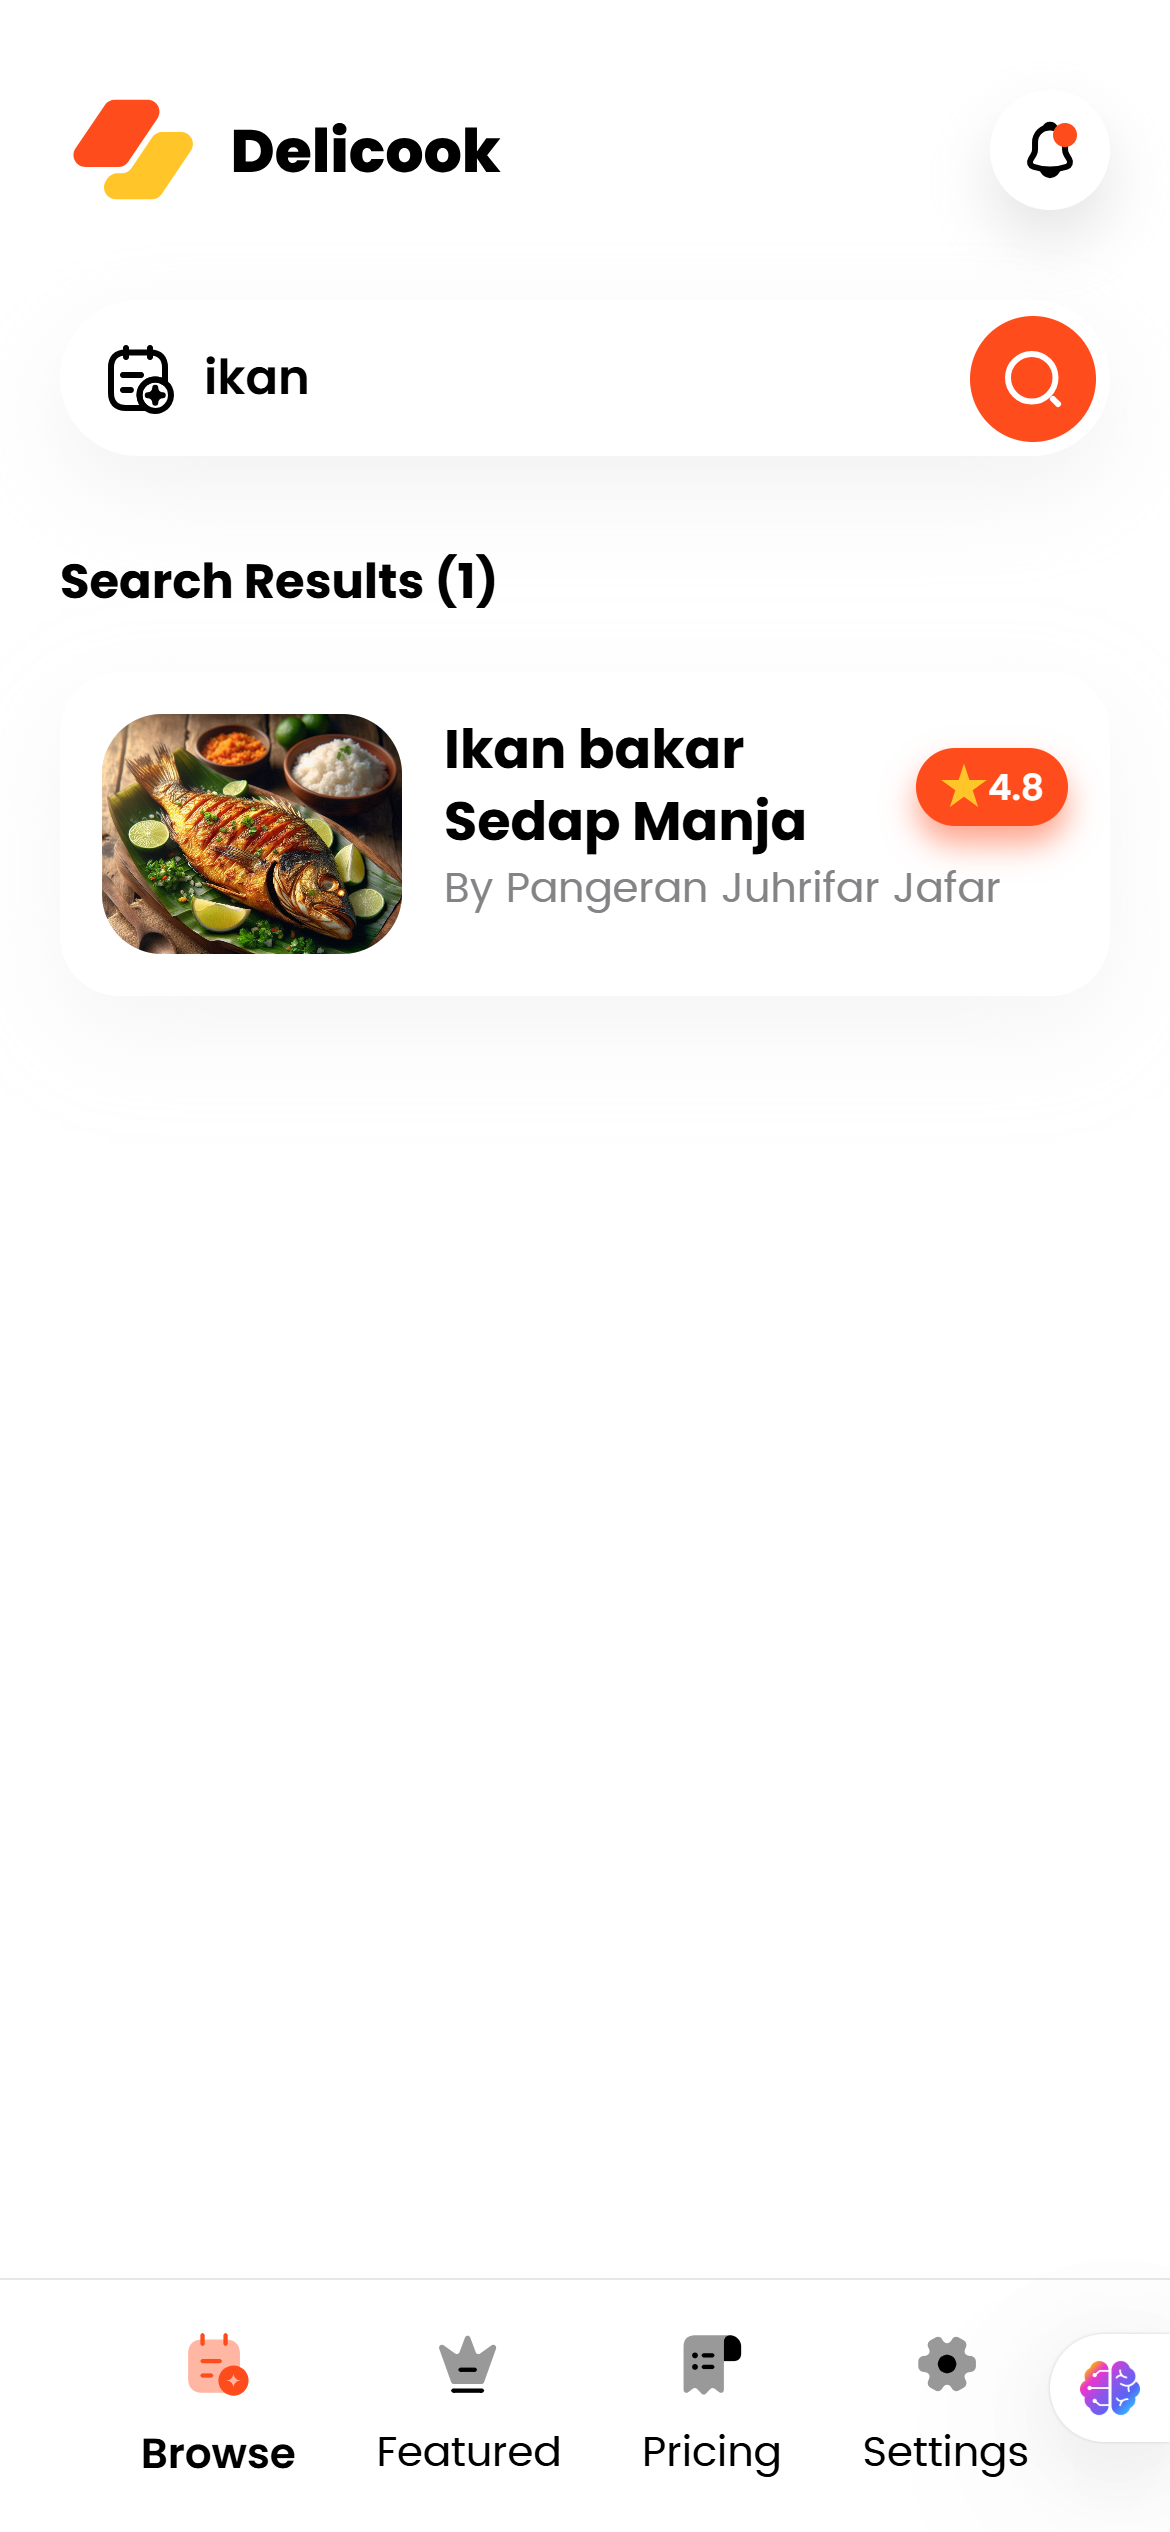 Delicook
ikan
Search Results (1)
Ikan bakar
Sedap Manja
4.8
By Pangeran Juhrifar Jafar
Browse
Featured
Pricing
Settings